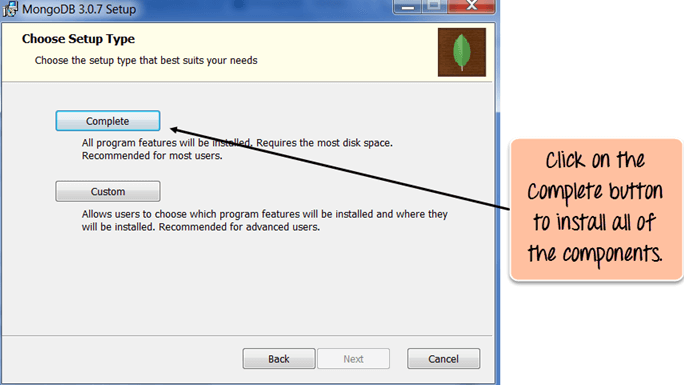 MongoDB 3.0.7 Setup
Choose Setup Type
Choose the setup type that best suits your needs
Complete
All program features will be installed. Requires the most disk space.
Recommended for most users.
Custom
Allows users to choose which program features will be installed and where they
will be installed. Recommended for advanced users.
Back
Next
Cancel
Click on the
Complete button
to install all of
the components.